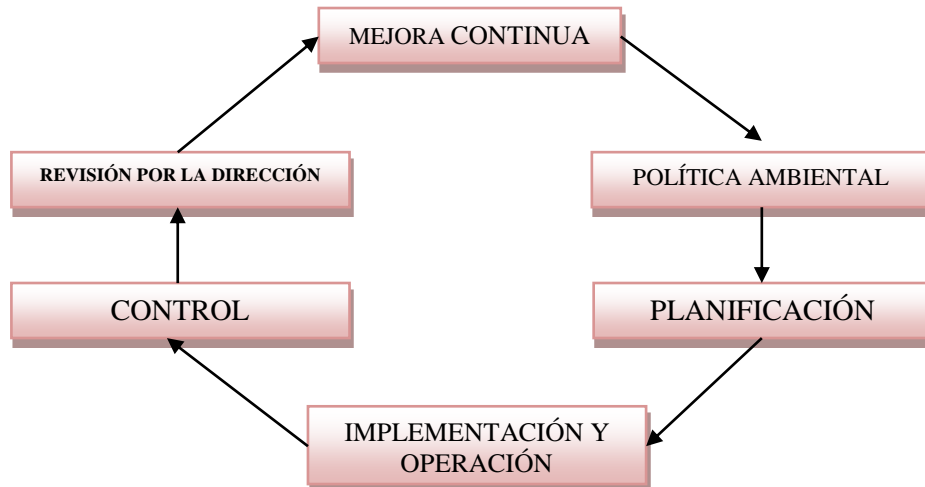 MEJORA CONTINUA
REVISIÓN POR LA DIRECCIÓN
POLÍTICA AMBIENTAL
CONTROL
PLANIFICACIÓN
IMPLEMENTACIÓN Y
OPERACIÓN